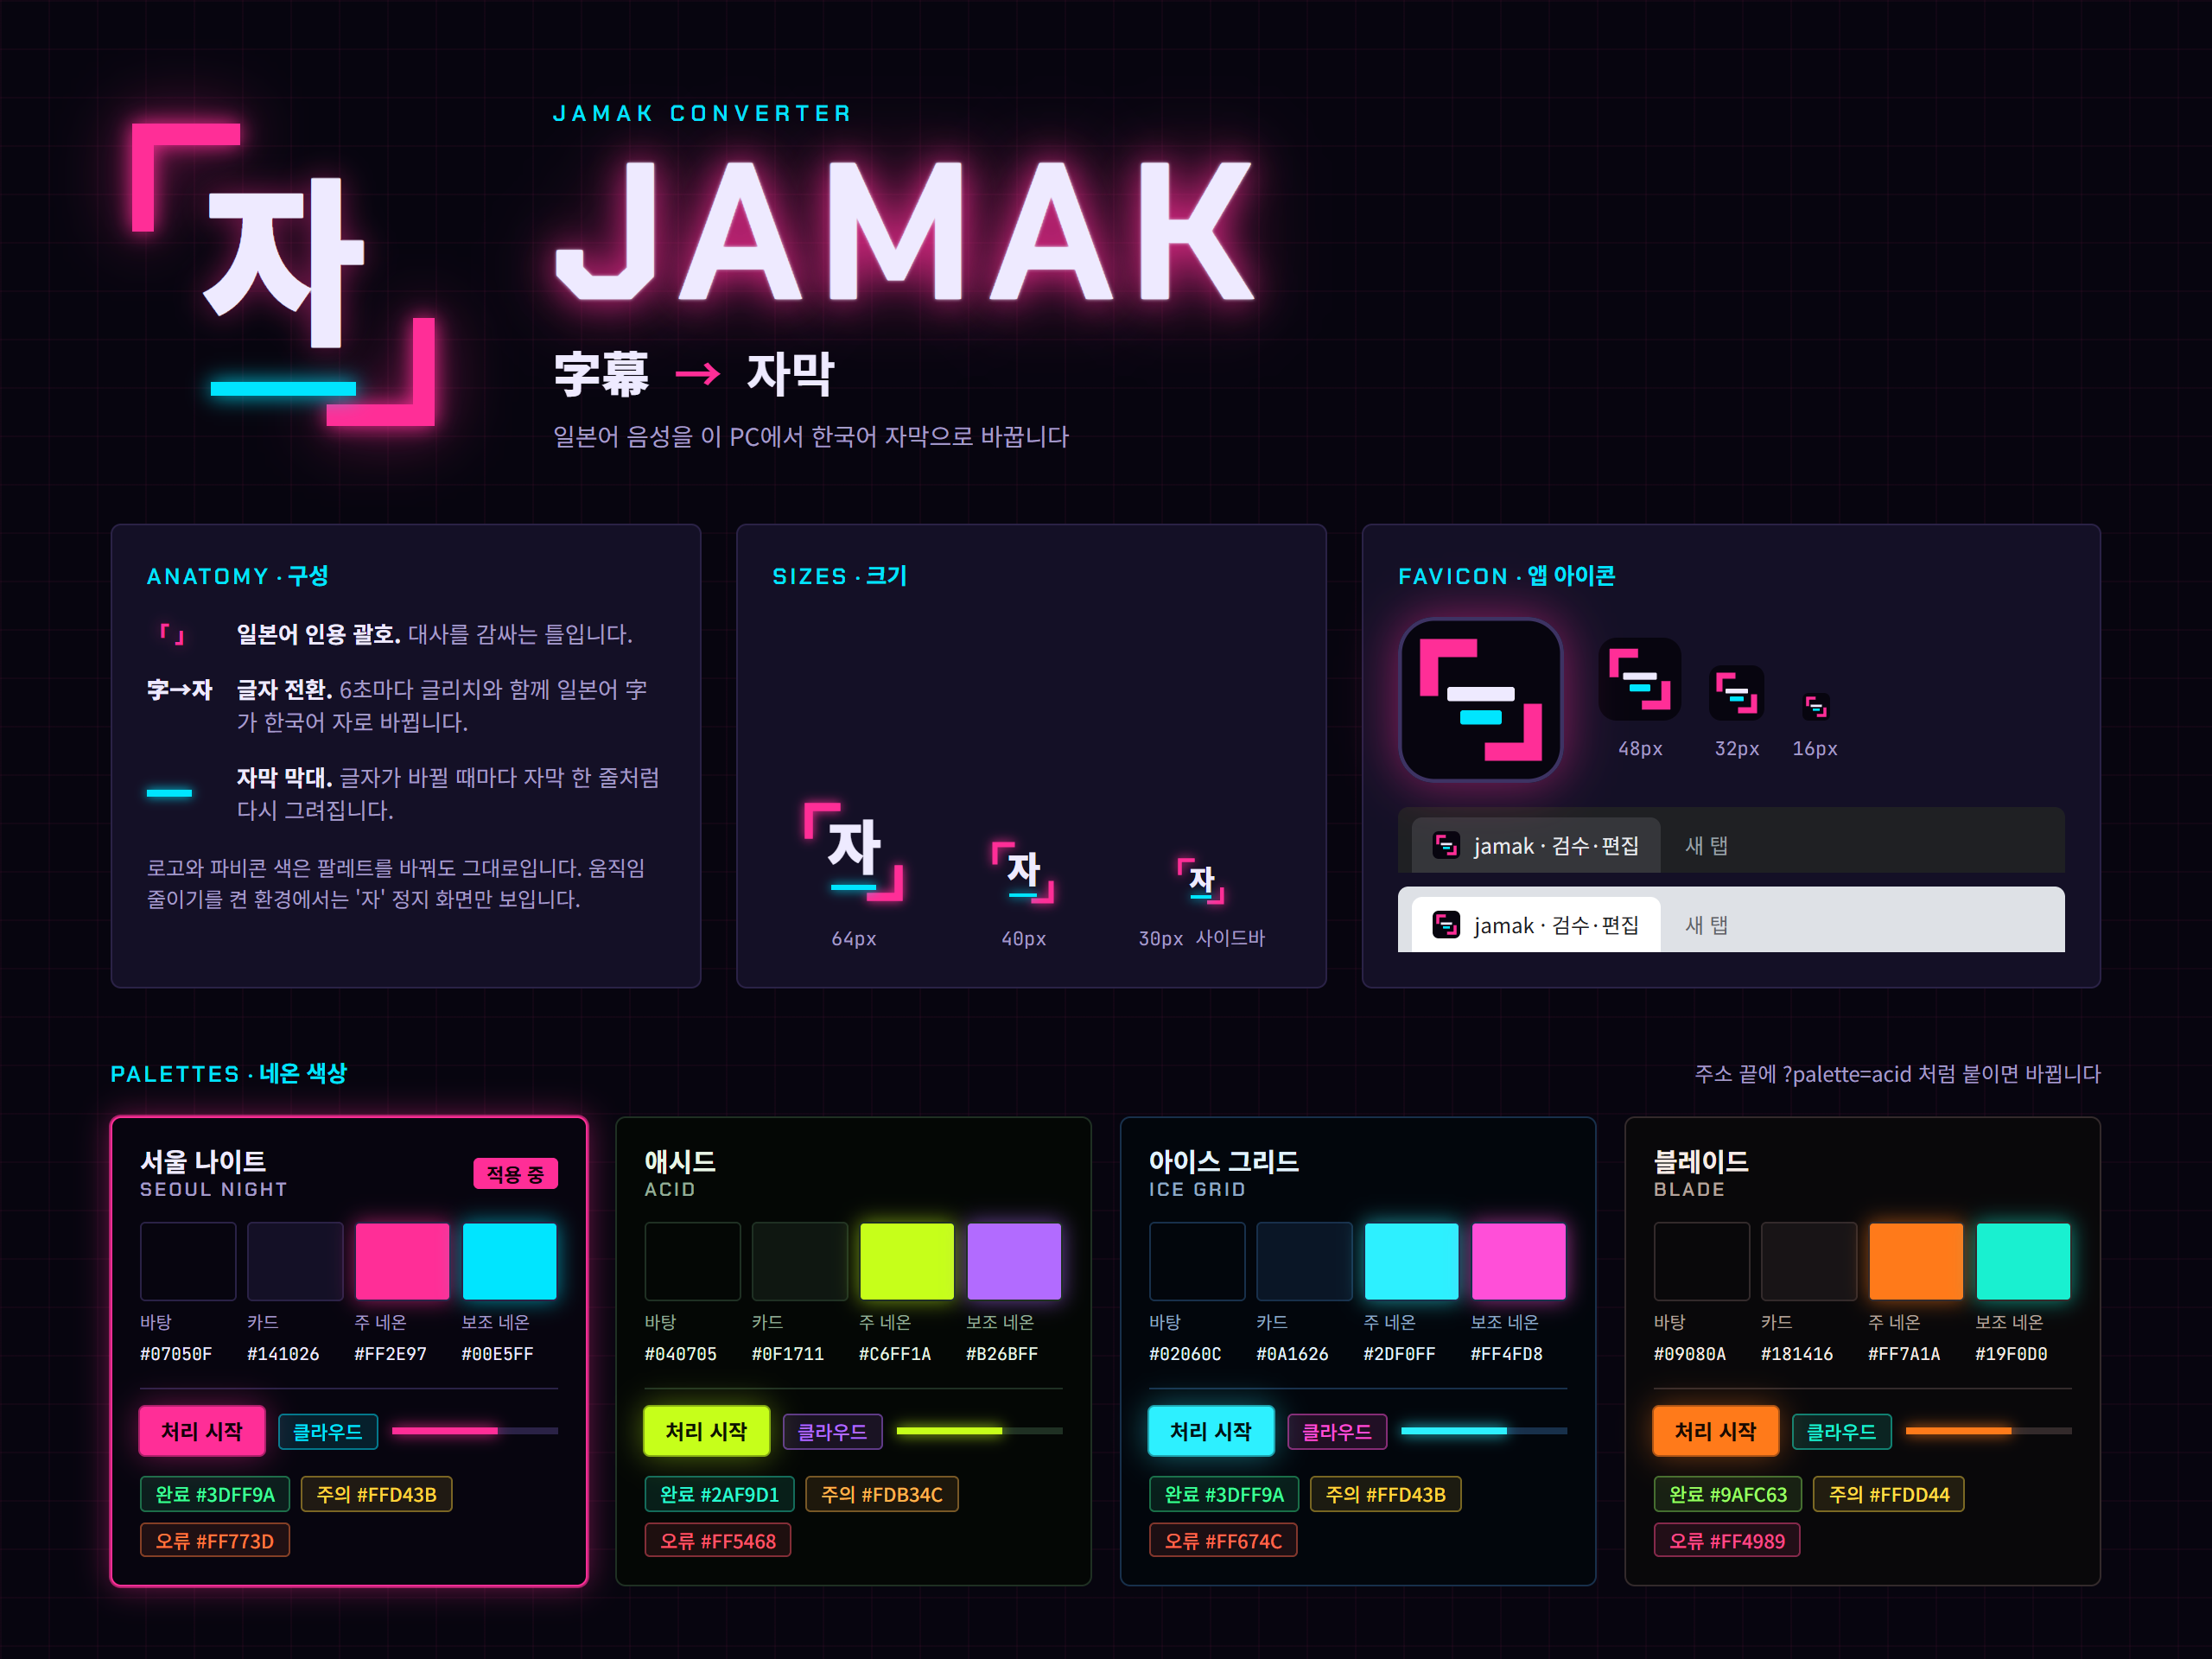 자
JAMAK CONVERTER
JAMAK
字幕 → 자막
일본어 음성을 이 PC에서 한국어 자막으로 바꿉니다
ANATOMY · 구성
「」 일본어 인용 괄호. 대사를 감싸는 틀입니다.
字→자 글자 전환. 6초마다 글리치와 함께 일본어 字
가 한국어 자로 바뀝니다.
자막 막대. 글자가 바뀔 때마다 자막 한 줄처럼
다시 그려집니다.
로고와 파비콘 색은 팔레트를 바꿔도 그대로입니다. 움직임
줄이기를 켠 환경에서는 '자' 정지 화면만 보입니다.
SIZES · 크기
자 자 자
64px 40px 30px 사이드바
FAVICON · 앱 아이콘
48px 32px 16px
jamak · 검수·편집 새 탭
jamak · 검수·편집 새 탭
PALETTES · 네온 색상
주소 끝에 ?palette=acid 처럼 붙이면 바뀝니다
서울 나이트
SEOUL NIGHT
적용 중
바탕 카드 주 네온 보조 네온
#07050F #141026 #FF2E97 #00E5FF
처리 시작 클라우드
완료 #3DFF9A 주의 #FFD43B
오류 #FF773D
애시드
ACID
바탕 카드 주 네온 보조 네온
#040705 #0F1711 #C6FF1A #B26BFF
처리 시작 클라우드
완료 #2AF9D1 주의 #FDB34C
오류 #FF5468
아이스 그리드
ICE GRID
바탕 카드 주 네온 보조 네온
#02060C #0A1626 #2DF0FF #FF4FD8
처리 시작 클라우드
완료 #3DFF9A 주의 #FFD43B
오류 #FF674C
블레이드
BLADE
바탕 카드 주 네온 보조 네온
#09080A #181416 #FF7A1A #19F0D0
처리 시작 클라우드
완료 #9AFC63 주의 #FFDD44
오류 #FF4989